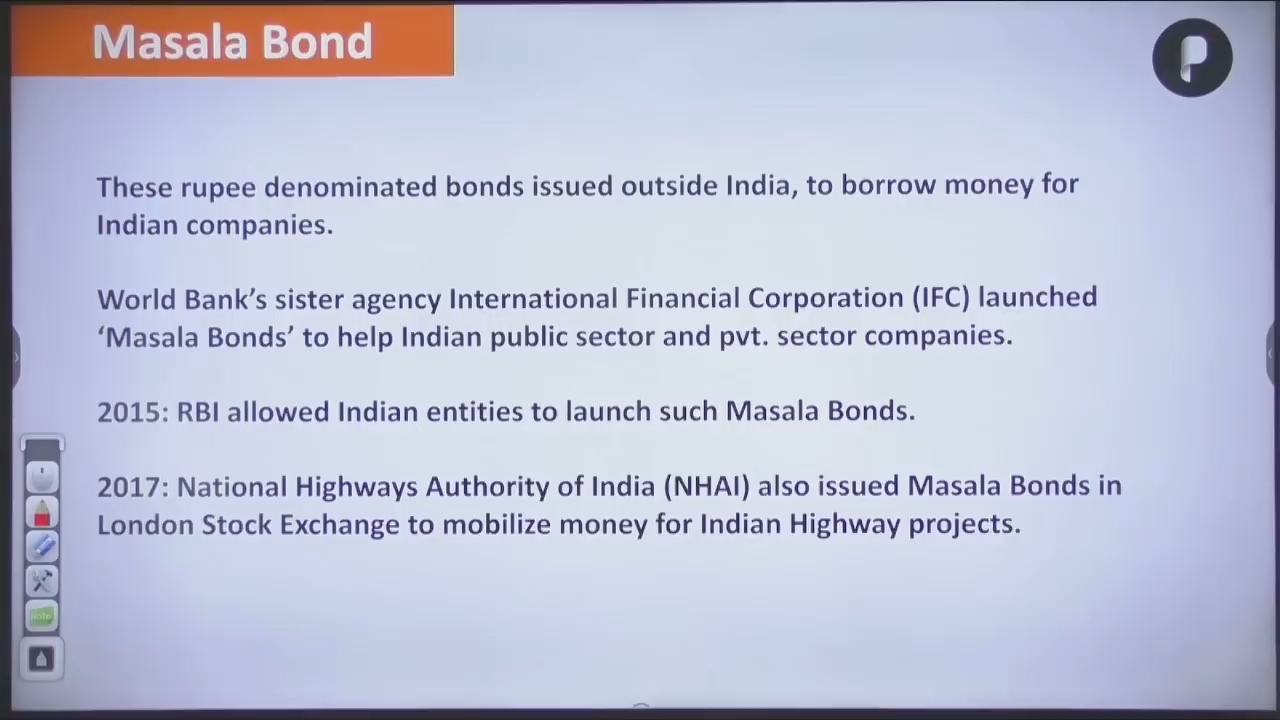 Masala Bond
These rupee denominated bonds issued outside India, to borrow money for
Indian companies.
World Bank’s sister agency International Financial Corporation (IFC) launched
‘Masala Bonds’ to help Indian public sector and pvt. sector companies.
2015: RBI allowed Indian entities to launch such Masala Bonds.
2017: National Highways Authority of India (NHAI) also issued Masala Bonds in
London Stock Exchange to mobilize money for Indian Highway projects.